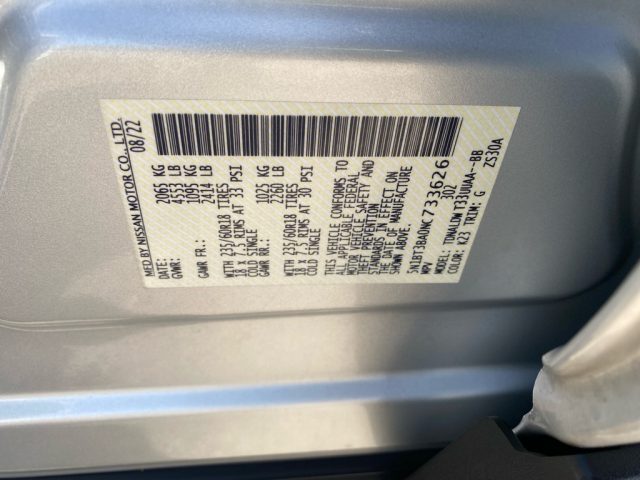 MFD BY NISSAN MOTOR CO., LTD.
DATE: 08/22
GVWR: 2065 KG
4553 LB
GAWR FR.: 1095 KG
2414 LB
WITH 235/60R18 TIRES
18 x 7.5 RIMS AT 33 PSI
COLD SINGLE
GAWR RR.: 1025 KG
2260 LB
WITH 235/60R18 TIRES
18 x 7.5 RIMS AT 30 PSI
COLD SINGLE
THIS VEHICLE CONFORMS TO
ALL APPLICABLE FEDERAL
MOTOR VEHICLE SAFETY AND
THEFT PREVENTION
STANDARDS IN EFFECT ON
THE DATE OF MANUFACTURE
SHOWN ABOVE.
5N1BT3BA0NC733626
MPV 302
MODEL: TDNALDWT33UUAA--BB
COLOR: K23 TRIM: G ZS30A